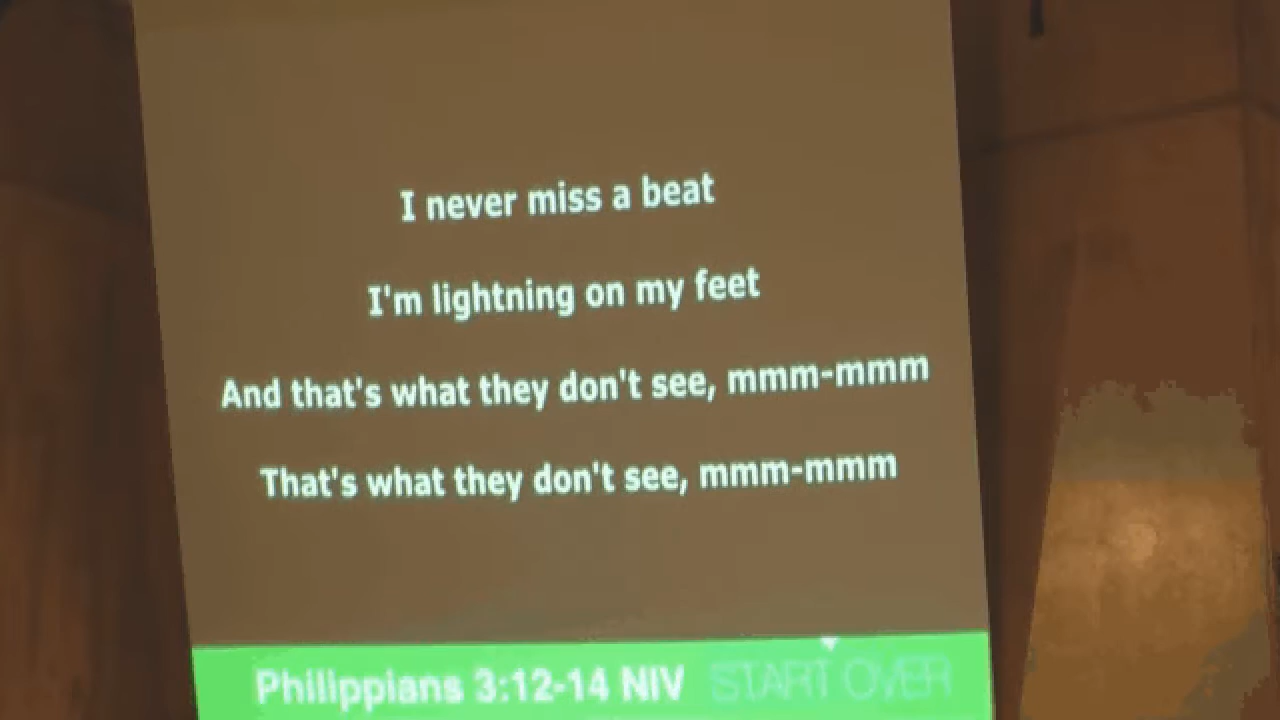 I never miss a beat
I'm lightning on my feet
And that's what they don't see, mmm-mmm
That's what they don't see, mmm-mmm
Philippians 3:12-14 NIV START OVER